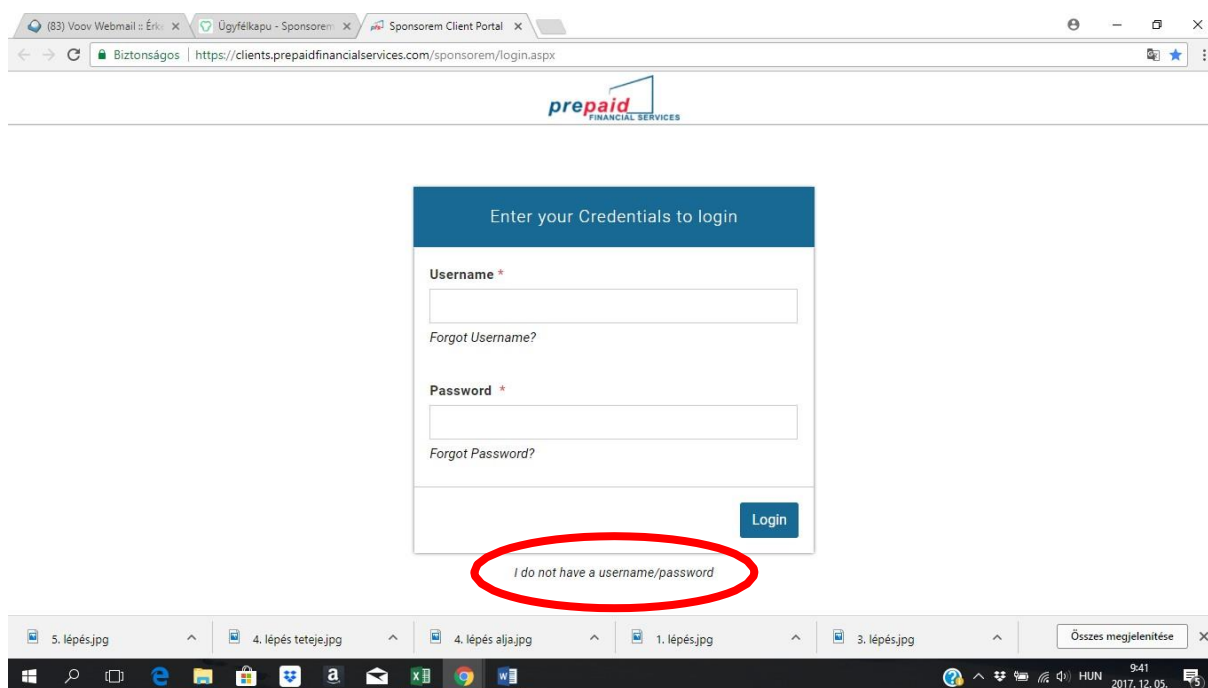 (83) Voov Webmail :: Érke
Ügyfélkapu - Sponsorem
Sponsorem Client Portal
Biztonságos | https://clients.prepaidfinancialservices.com/sponsorem/login.aspx
prepaid
FINANCIAL SERVICES
Enter your Credentials to login
Username *
Forgot Username?
Password *
Forgot Password?
Login
I do not have a username/password
5. lépés.jpg
4. lépés teteje.jpg
4. lépés alja.jpg
1. lépés.jpg
3. lépés.jpg
Összes megjelenítése
HUN
9:41
2017. 12. 05.